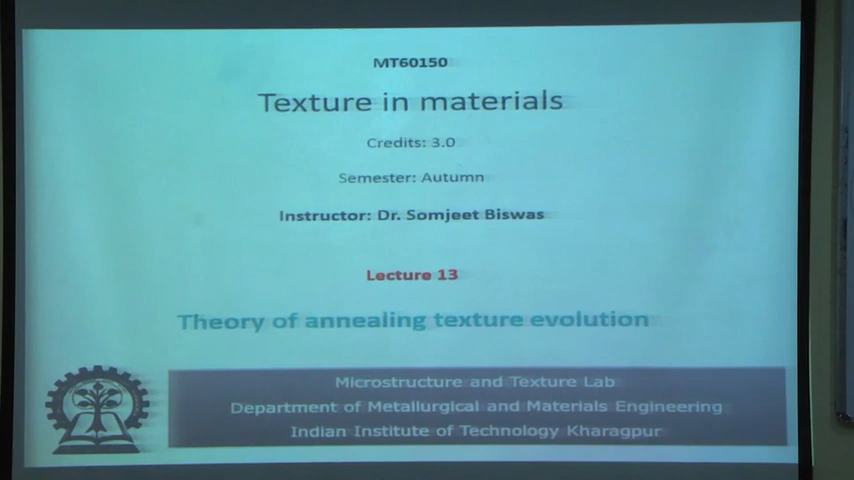 MT60150
Texture in materials
Credits: 3.0
Semester: Autumn
Instructor: Dr. Somjeet Biswas
Lecture 13
Theory of annealing texture evolution
Microstructure and Texture Lab
Department of Metallurgical and Materials Engineering
Indian Institute of Technology Kharagpur